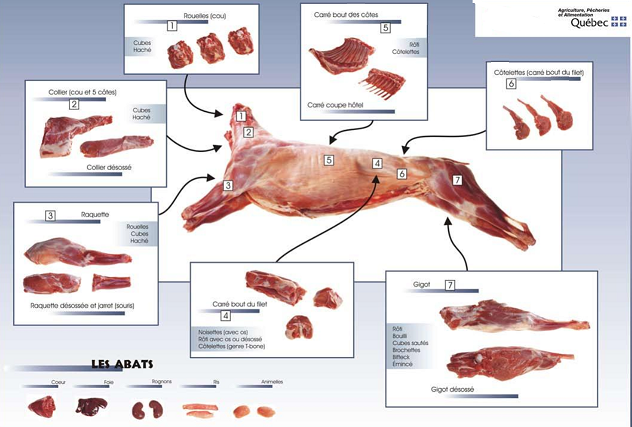 Agriculture, Pêcheries
et Alimentation
Québec
Rouelles (cou)
1
Cubes
Haché
Carré bout des côtes
5
Rôti
Côtelettes
Carré coupe hôtel
Côtelettes (carré bout du filet)
6
Collier (cou et 5 côtes)
2
Cubes
Haché
Collier désossé
1
2
3
4
5
6
7
3
Raquette
Rouelles
Cubes
Haché
Raquette désossée et jarret (souris)
Carré bout du filet
4
Noisettes (avec os)
Rôti avec os ou désossé
Côtelettes (genre T-bone)
Gigot
7
Rôti
Bouilli
Cubes sautés
Brochettes
Bifteck
Émincé
Gigot désossé
LES ABATS
Coeur
Foie
Rognons
Ris
Animelles